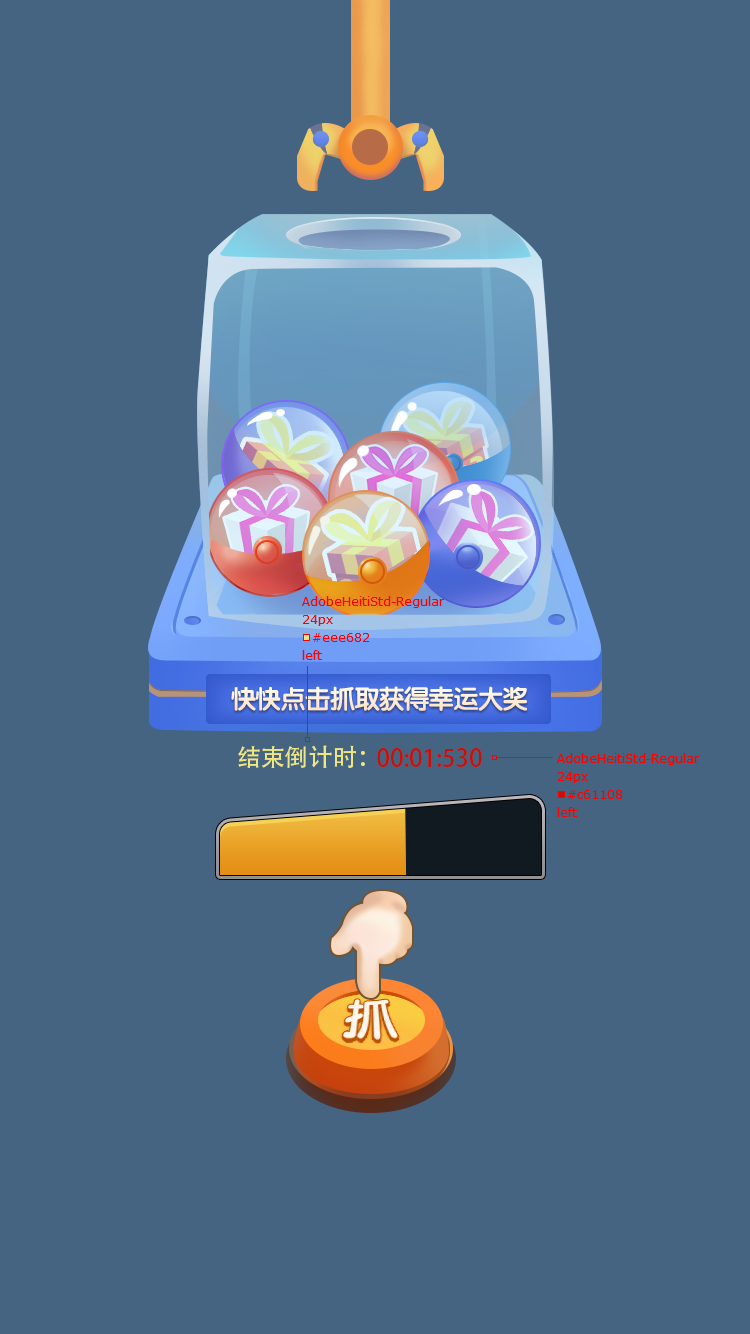 AdobeHeitiStd-Regular
24px
#eee682
left
快快点击抓取获得幸运大奖
结束倒计时：00:01:530
AdobeHeitiStd-Regular
24px
#c61108
left
抓